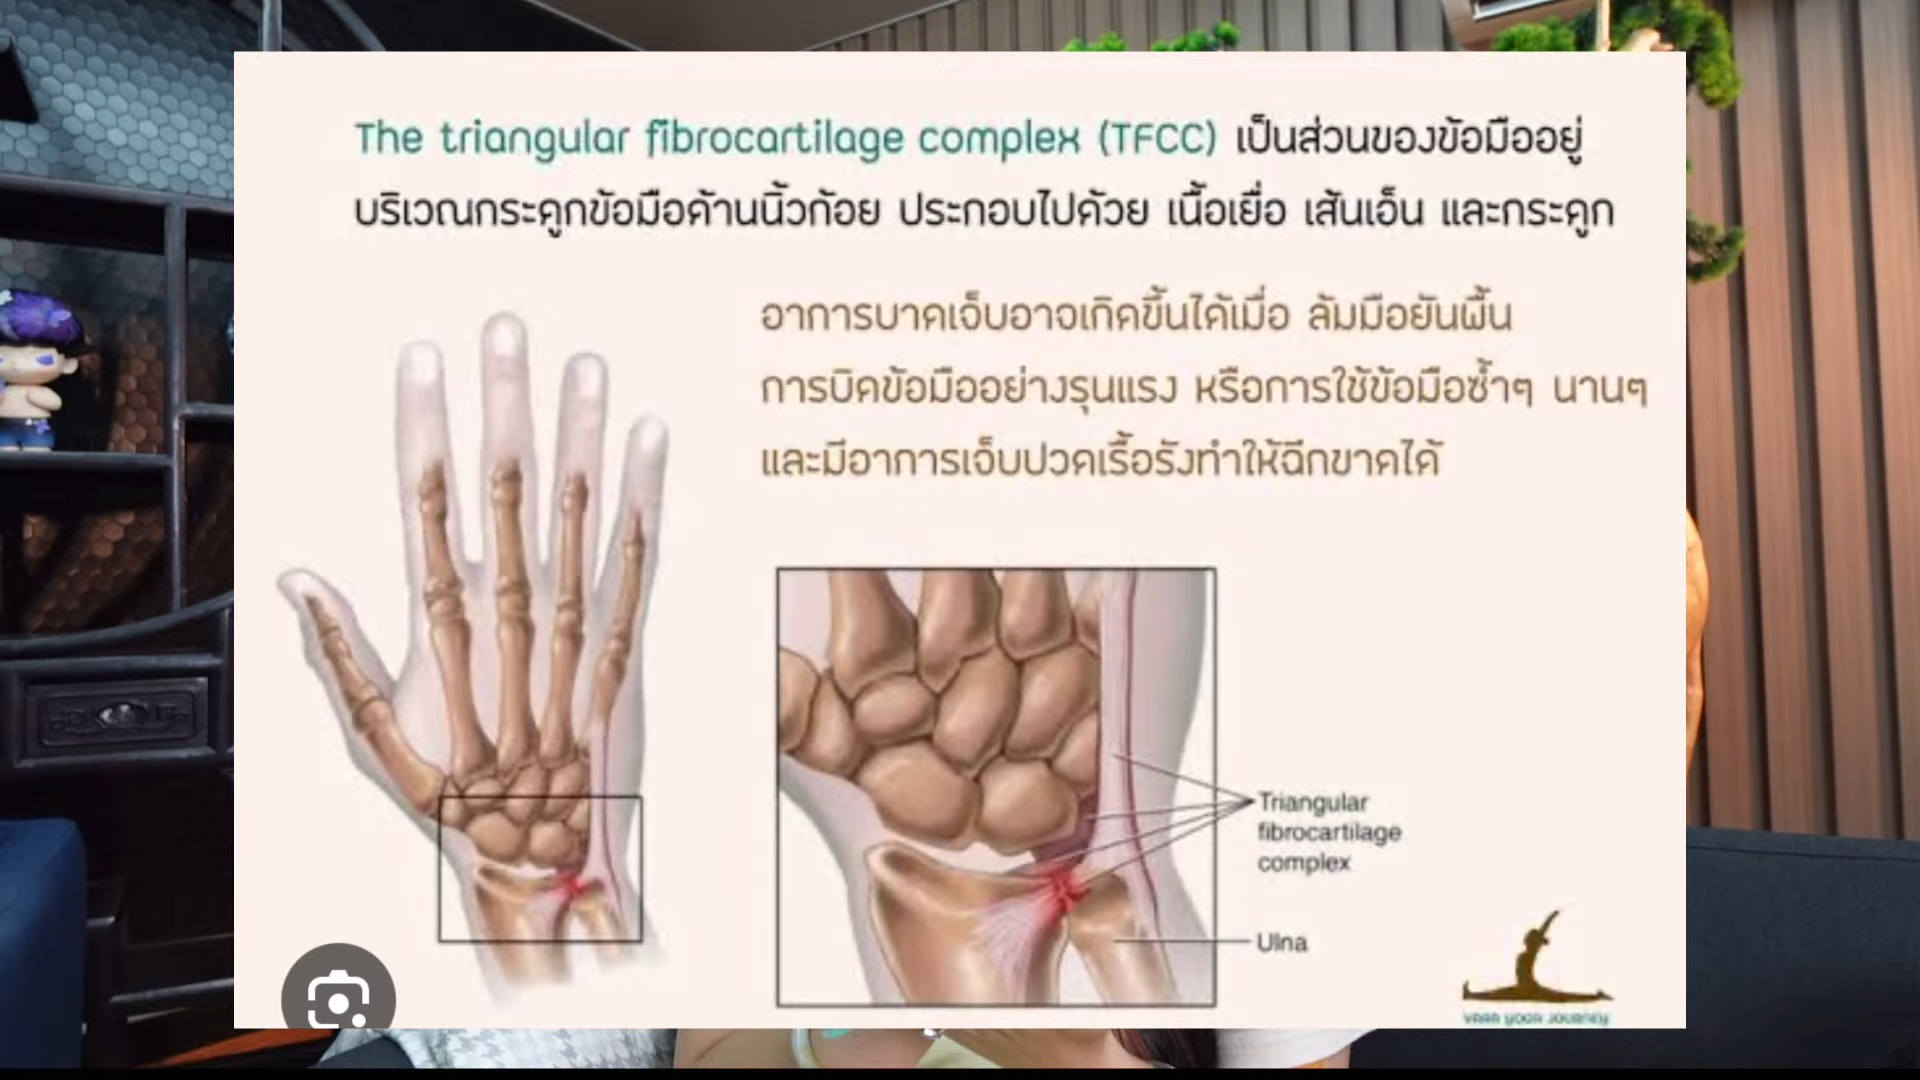 The triangular fibrocartilage complex (TFCC) เป็นส่วนของข้อมืออยู่
บริเวณกระดูกข้อมือด้านนิ้วก้อย ประกอบไปด้วย เนื้อเยื่อ เส้นเอ็น และกระดูก
อาการบาดเจ็บอาจเกิดขึ้นได้เมื่อ ล้มมือยันพื้น
การบิดข้อมืออย่างรุนแรง หรือการใช้ข้อมือซ้ำๆ นานๆ
และมีอาการเจ็บปวดเรื้อรังทำให้ฉีกขาดได้
Triangular
fibrocartilage
complex
Ulna
YOGA JOURNEY